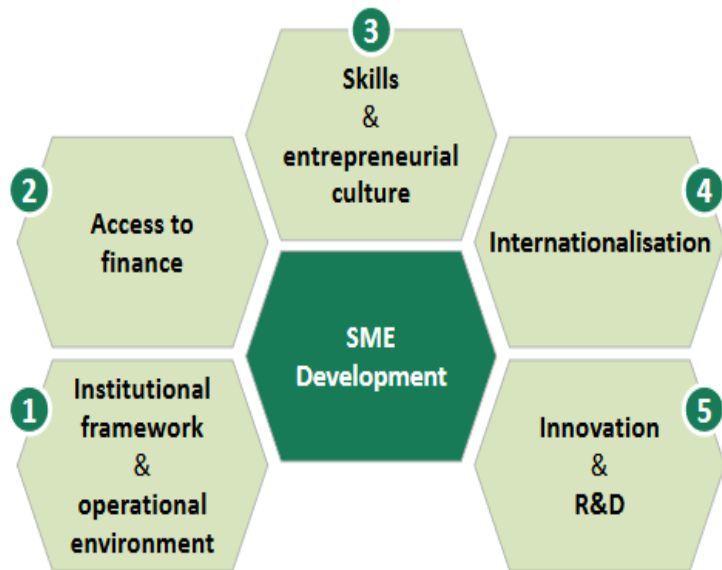 1
Institutional
framework
&
operational
environment
2
Access to
finance
3
Skills
&
entrepreneurial
culture
4
Internationalisation
5
Innovation
&
R&D
SME
Development